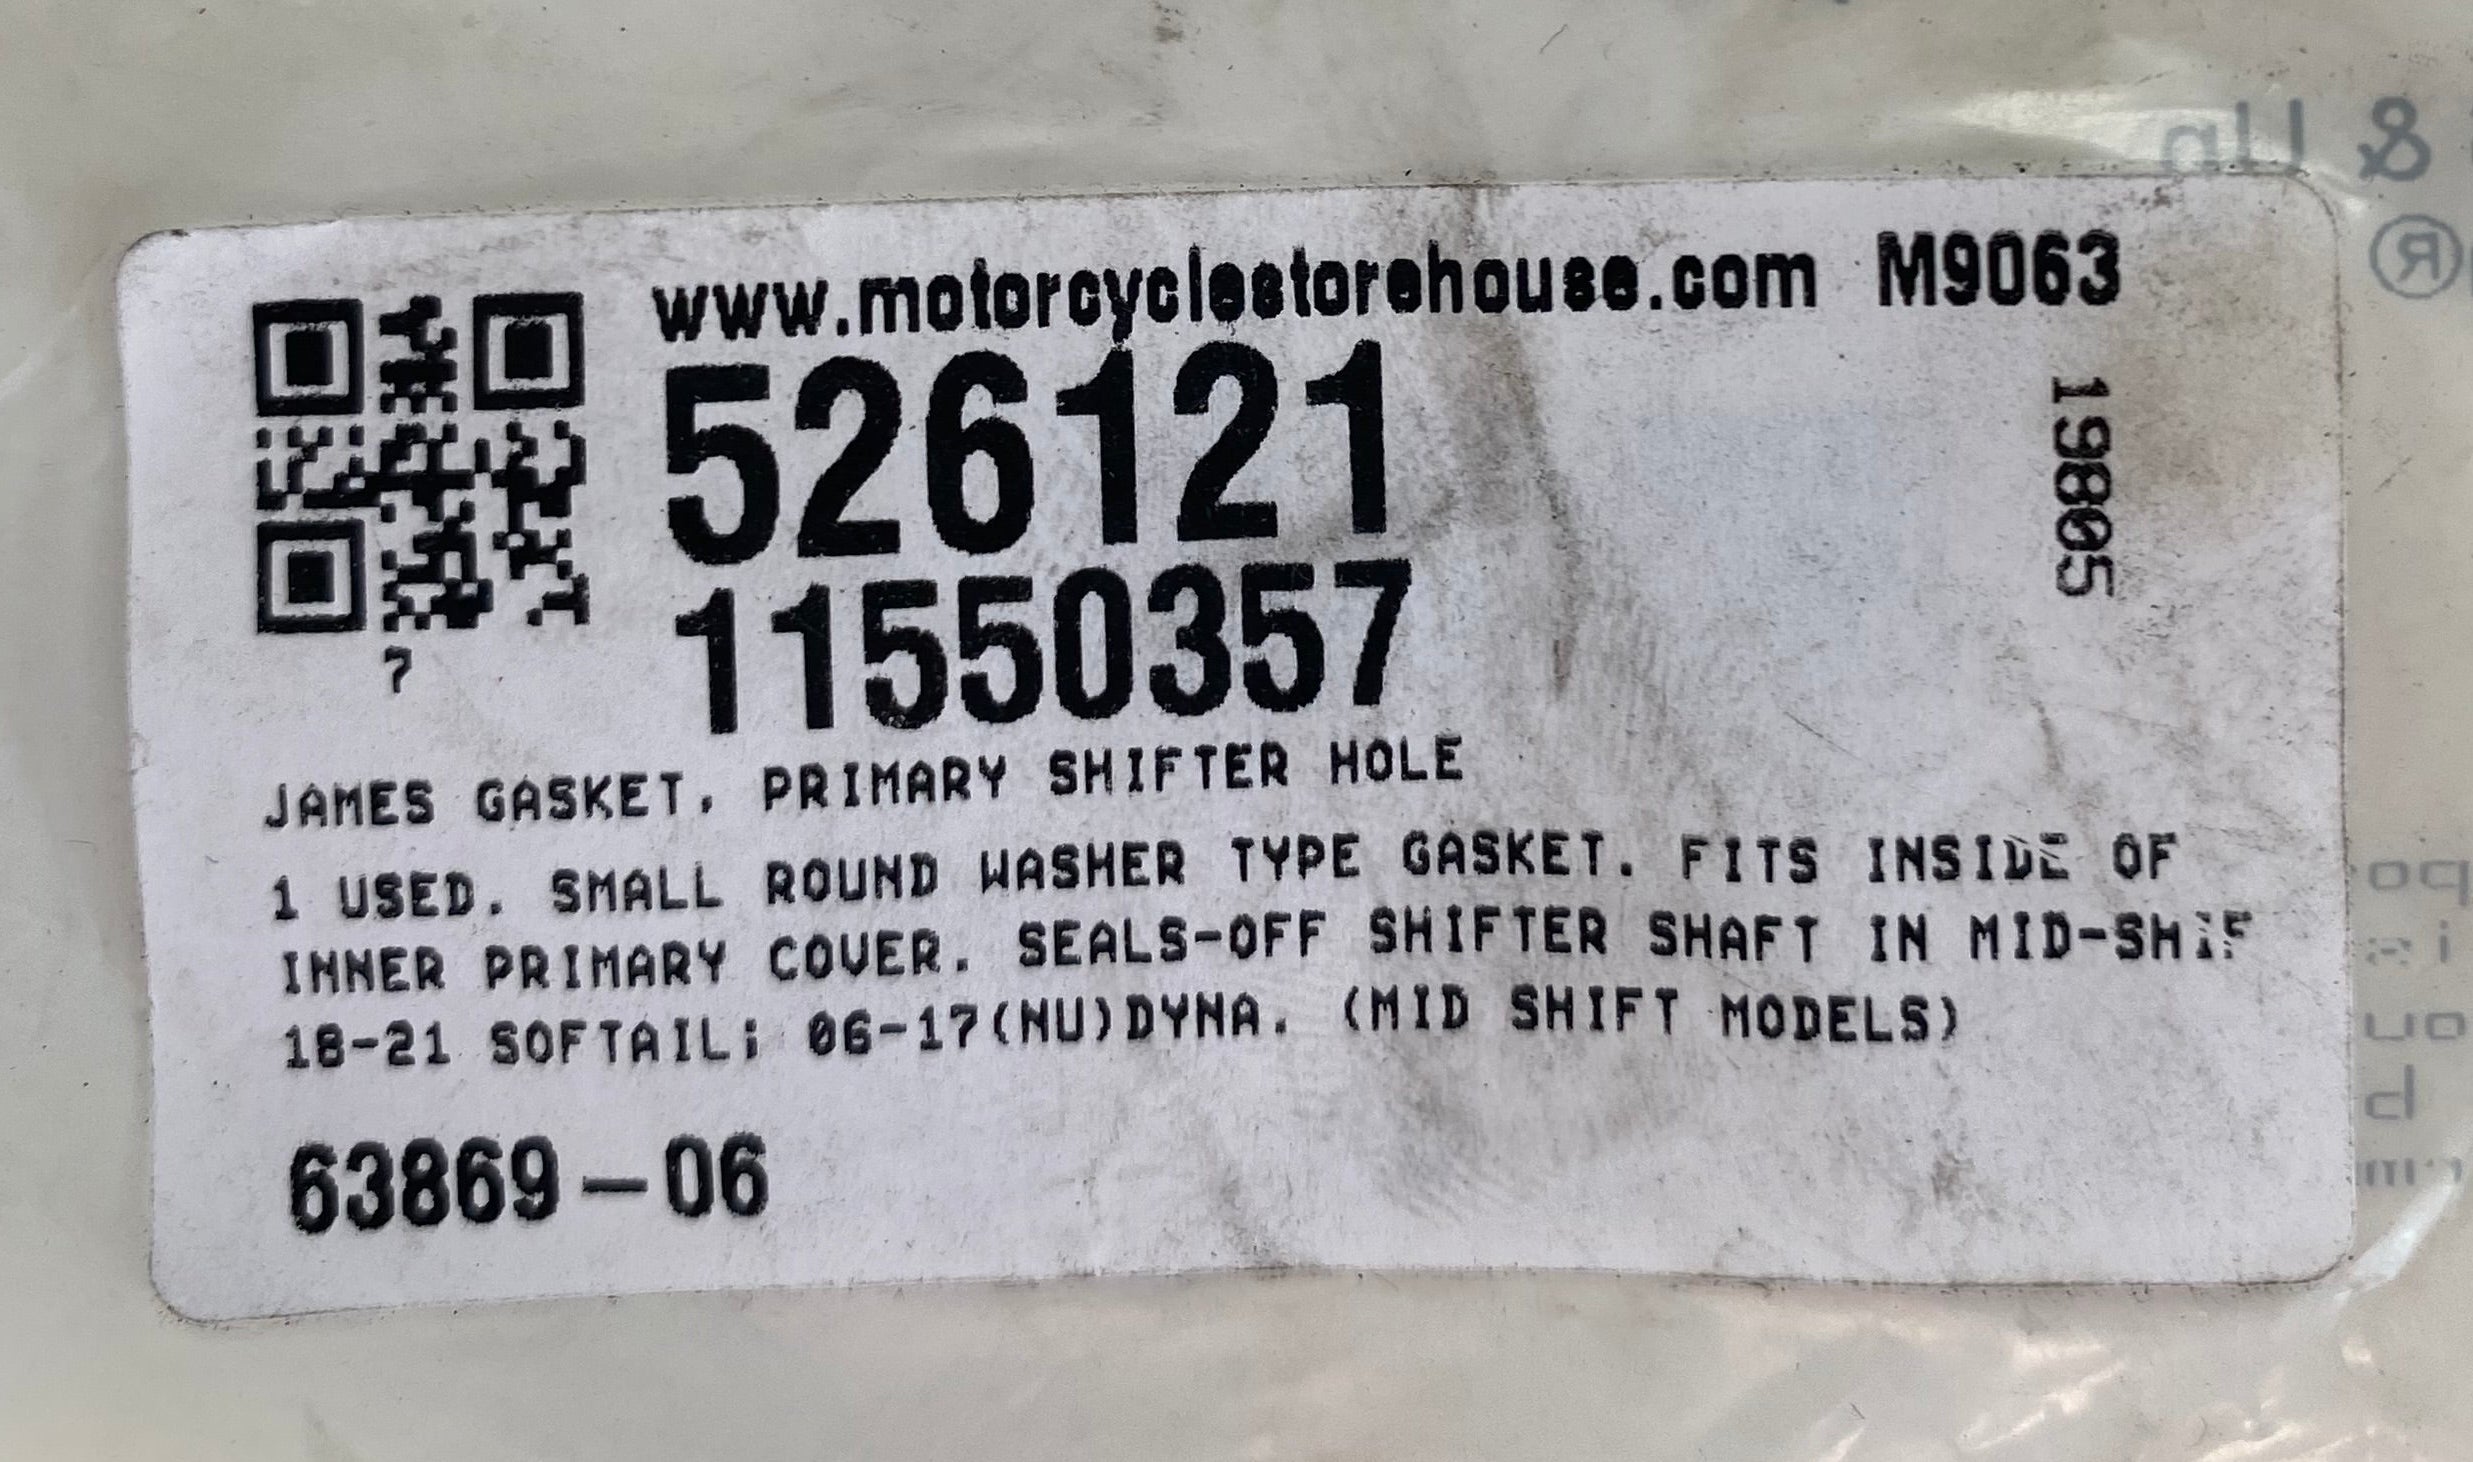 www.motorcyclestorehouse.com M9063
526121
19805
11550357
7
JAMES GASKET, PRIMARY SHIFTER HOLE
1 USED. SMALL ROUND WASHER TYPE GASKET. FITS INSIDE OF
INNER PRIMARY COVER. SEALS-OFF SHIFTER SHAFT IN MID-SHIF
18-21 SOFTAIL; 06-17(NU)DYNA. (MID SHIFT MODELS)
63869-06
&
®